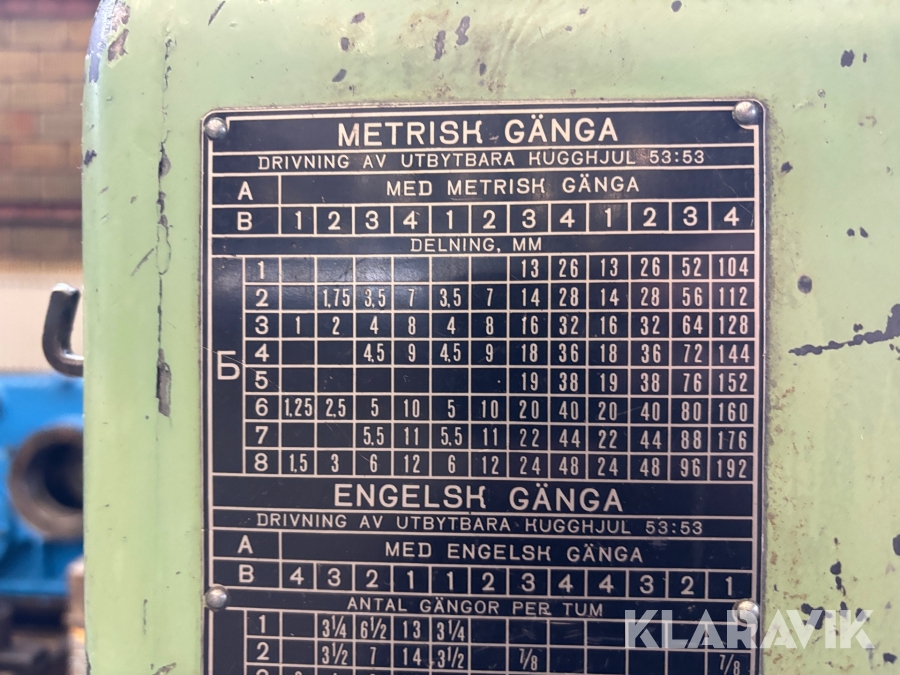 METRISK GÄNGA
DRIVNING AV UTBYTBARA KUGGHJUL 53:53
A MED METRISK GÄNGA
B 1 2 3 4 1 2 3 4 1 2 3 4
DELNING, MM
1 13 26 13 26 52 104
2 1,75 3,5 7 3,5 7 14 28 14 28 56 112
3 1 2 4 8 4 8 16 32 16 32 64 128
4 4,5 9 4,5 9 18 36 18 36 72 144
Б
5 19 38 19 38 76 152
6 1,25 2,5 5 10 5 10 20 40 20 40 80 160
7 5,5 11 5,5 11 22 44 22 44 88 176
8 1,5 3 6 12 6 12 24 48 24 48 96 192
ENGELSK GÄNGA
DRIVNING AV UTBYTBARA KUGGHJUL 53:53
A MED ENGELSK GÄNGA
B 4 3 2 1 1 2 3 4 4 3 2 1
ANTAL GÄNGOR PER TUM
1 3¼ 6½ 13 3¼
KLARAVIK
2 3½ 7 14 3½ 7/8 7/8